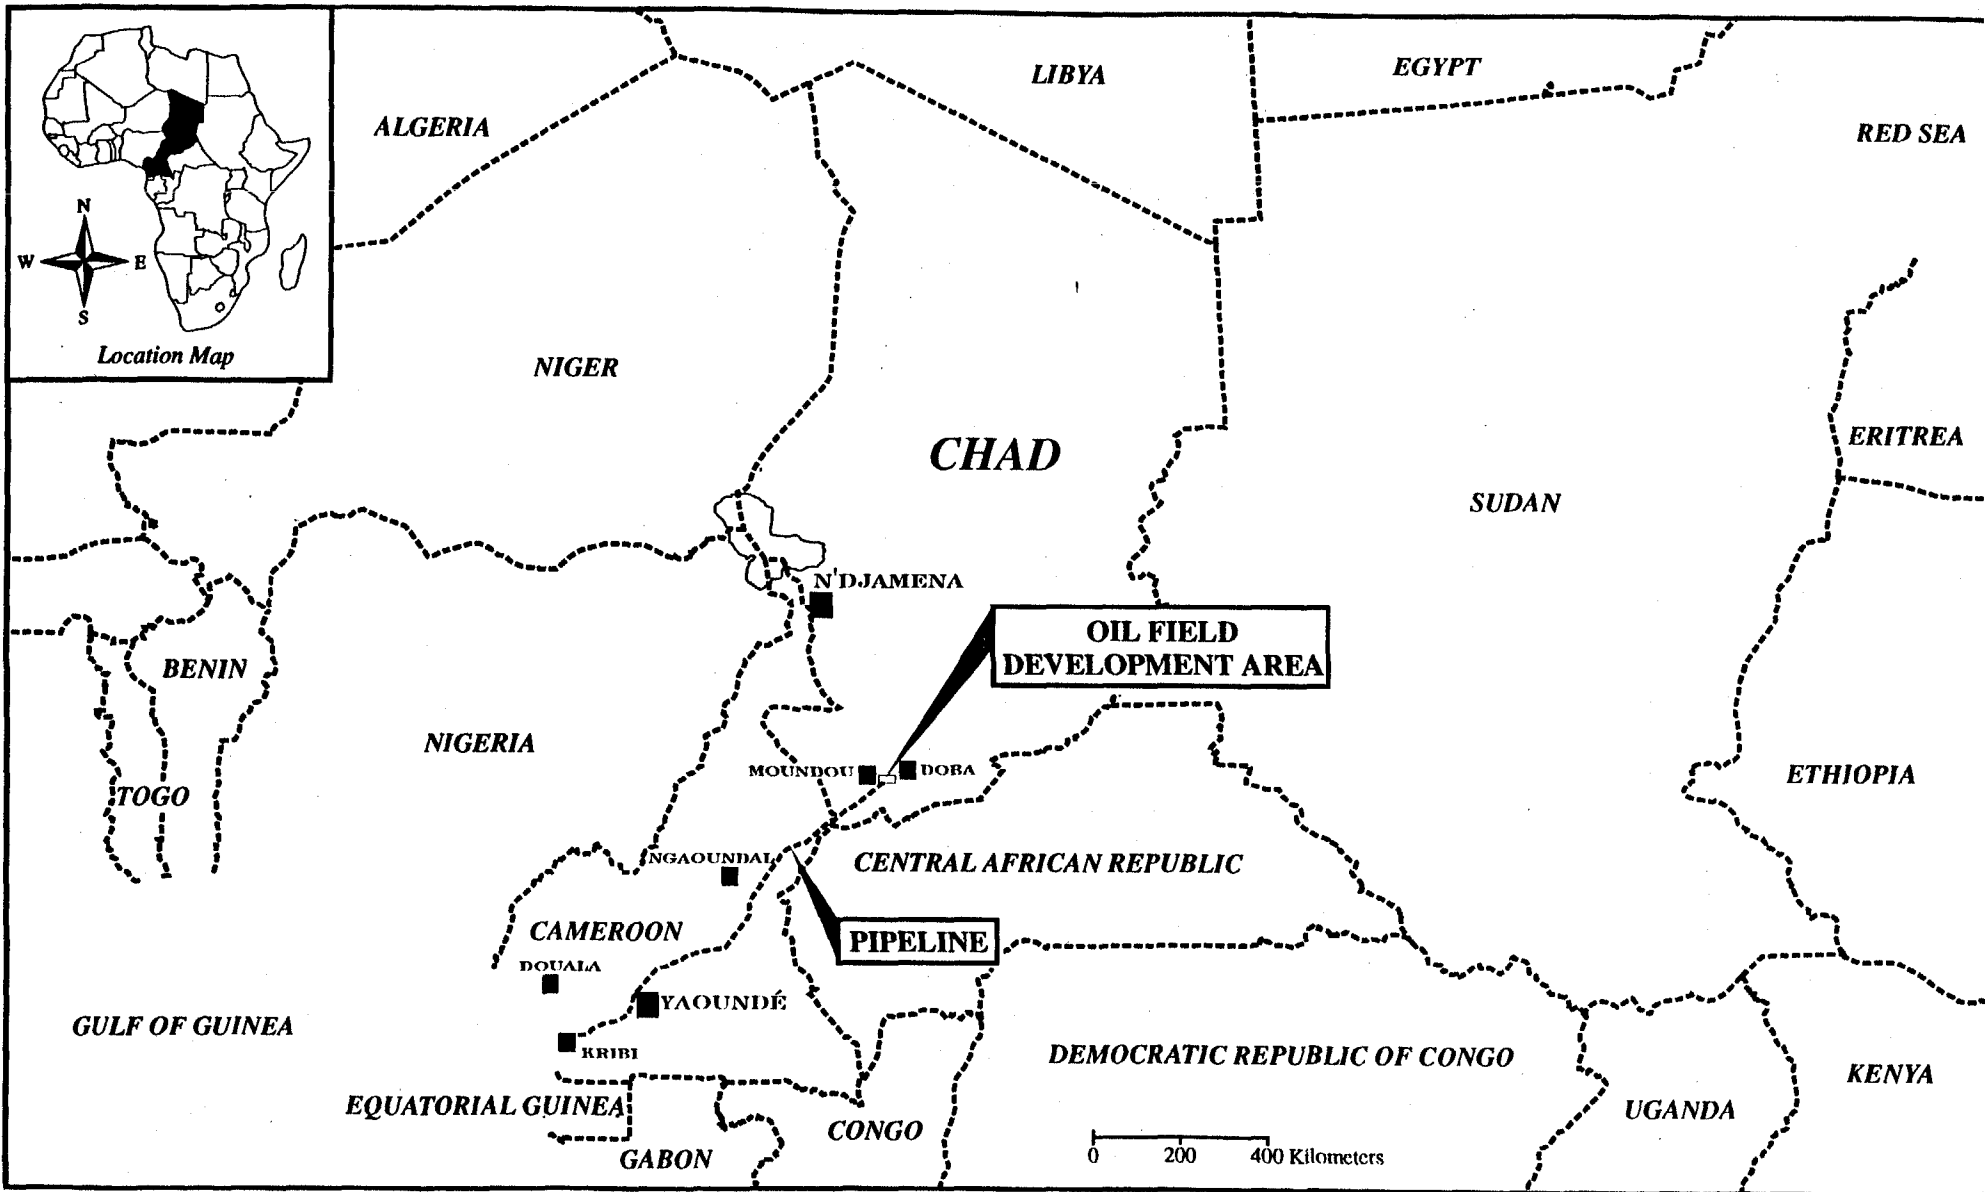 LIBYA
EGYPT
ALGERIA
RED SEA
N
W
E
S
Location Map
NIGER
CHAD
ERITREA
SUDAN
N'DJAMENA
OIL FIELD
DEVELOPMENT AREA
BENIN
NIGERIA
MOUNDOU
DOBA
ETHIOPIA
TOGO
NGAOUNDAL
CENTRAL AFRICAN REPUBLIC
CAMEROON
PIPELINE
DOUALA
YAOUNDÉ
GULF OF GUINEA
KRIBI
DEMOCRATIC REPUBLIC OF CONGO
KENYA
EQUATORIAL GUINEA
UGANDA
CONGO
GABON
0 200 400 Kilometers